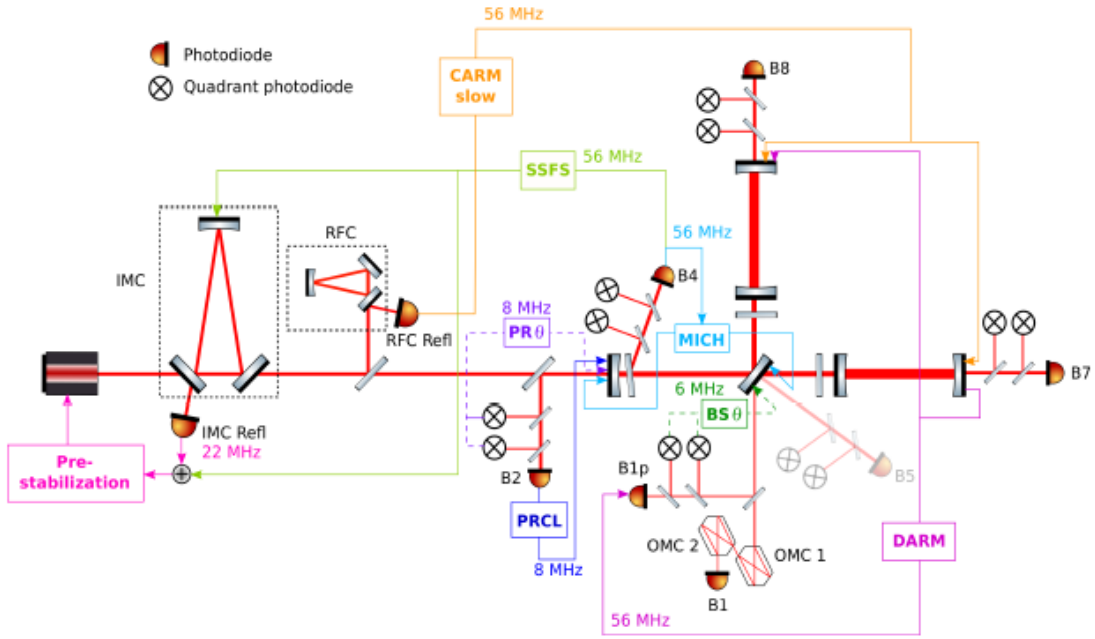 56 MHz
Photodiode
Quadrant photodiode
CARM
slow
B8
SSFS
56 MHz
RFC
56 MHz
IMC
B4
8 MHz
PR θ
RFC Refl
MICH
B7
6 MHz
BS θ
IMC Refl
22 MHz
Pre-
stabilization
B2
B1p
B5
PRCL
OMC 2
OMC 1
DARM
8 MHz
B1
56 MHz